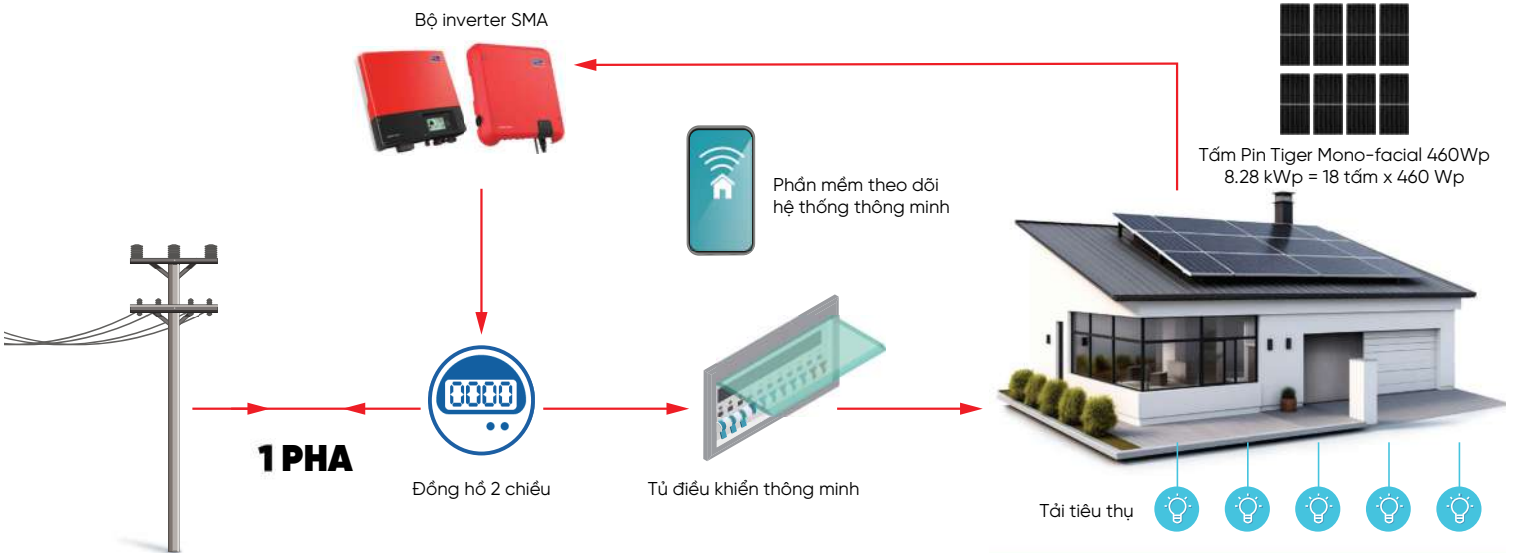 Bộ inverter SMA
Tấm Pin Tiger Mono-facial 460Wp
8.28 kWp = 18 tấm x 460 Wp
Phần mềm theo dõi
hệ thống thông minh
0000
1 PHA
Đồng hồ 2 chiều
Tủ điều khiển thông minh
Tải tiêu thụ